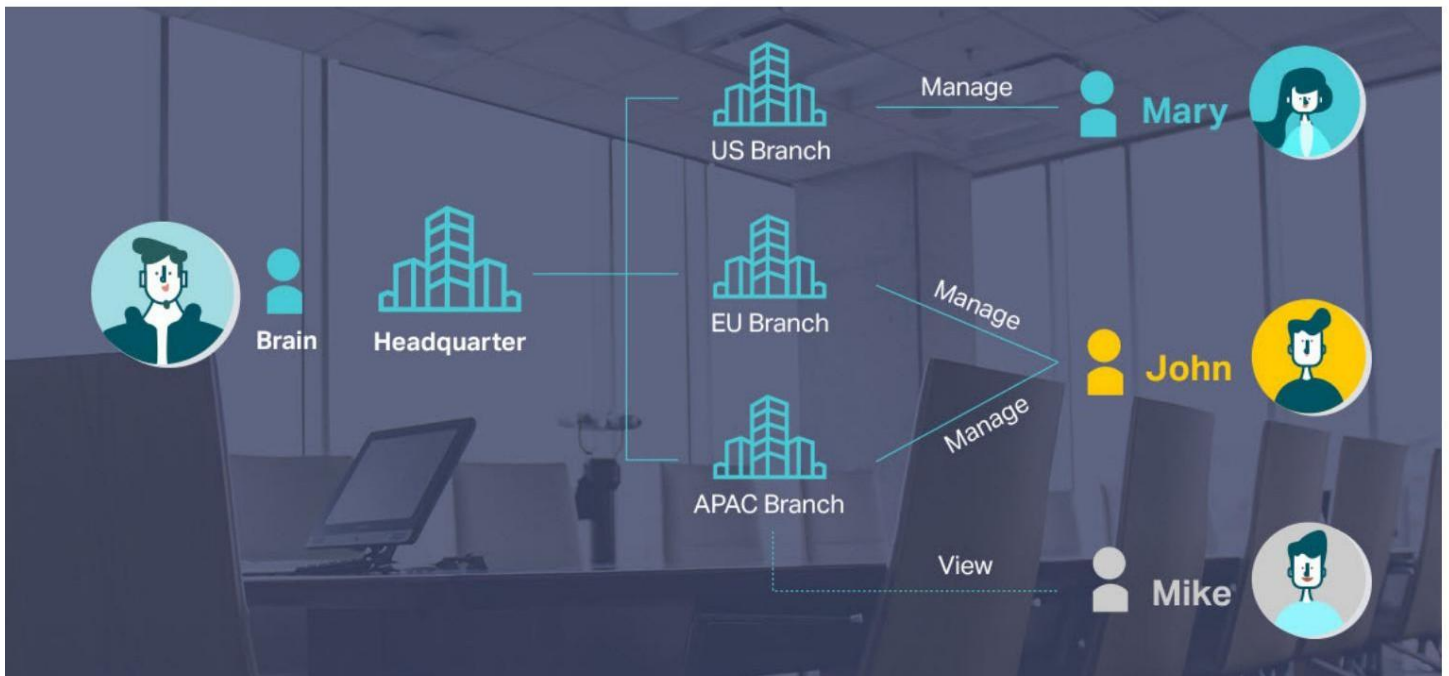 Manage
Mary
US Branch
Manage
EU Branch
Brain
Headquarter
John
Manage
APAC Branch
View
Mike